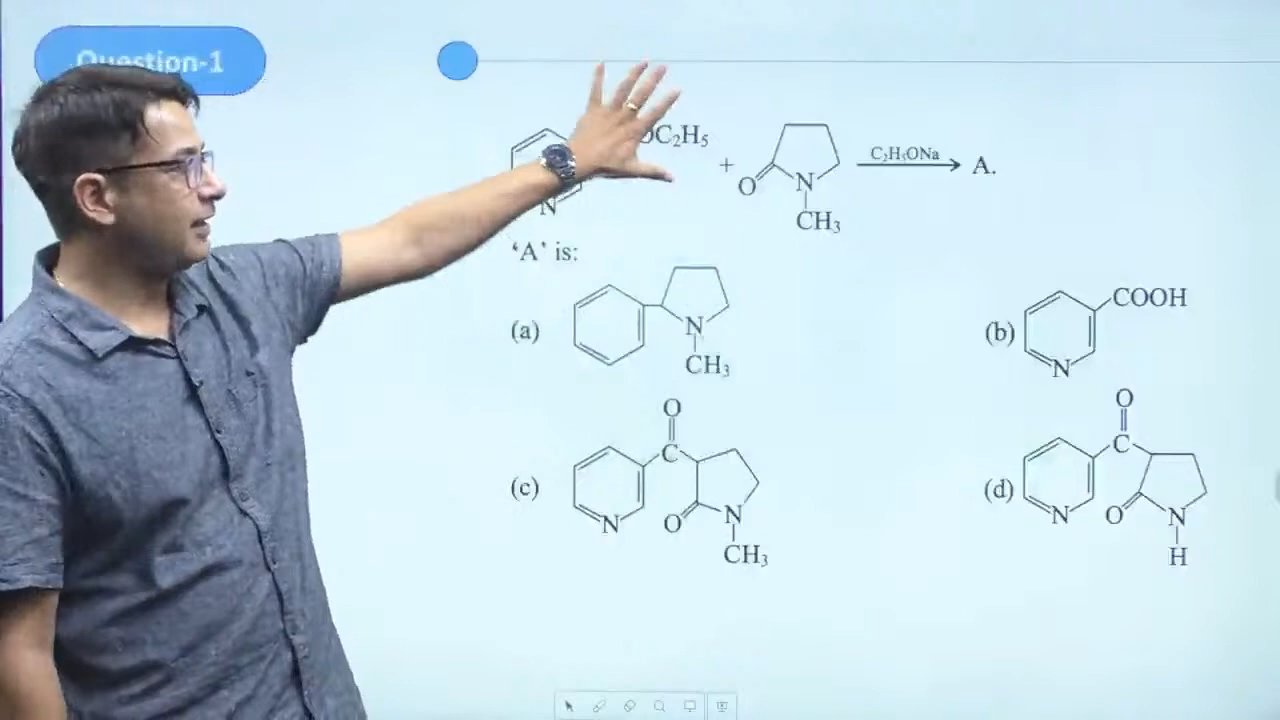 Question-1
OC₂H₅
+
O
N
CH₃
C₂H₅ONa
A.
N
‘A’ is:
(a)
N
CH₃
(b)
COOH
N
(c)
O
C
N
O
N
CH₃
(d)
O
C
N
O
N
H